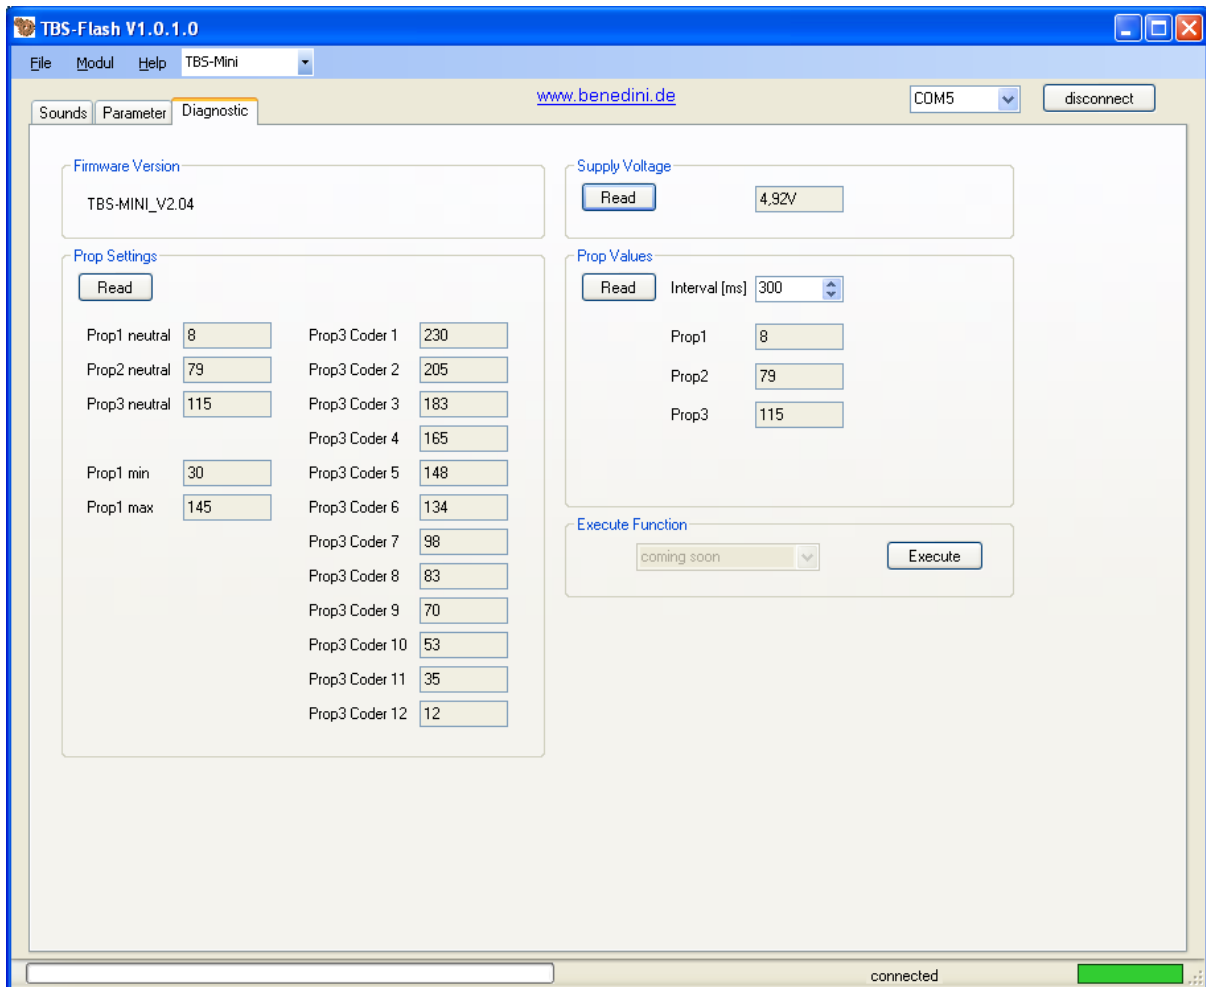 TBS-Flash V1.0.1.0
File Modul Help TBS-Mini
www.benedini.de COM5 disconnect
Sounds Parameter Diagnostic
Firmware Version
TBS-MINI_V2.04
Supply Voltage
Read 4,92V
Prop Settings
Read
Prop1 neutral 8
Prop2 neutral 79
Prop3 neutral 115
Prop1 min 30
Prop1 max 145
Prop3 Coder 1 230
Prop3 Coder 2 205
Prop3 Coder 3 183
Prop3 Coder 4 165
Prop3 Coder 5 148
Prop3 Coder 6 134
Prop3 Coder 7 98
Prop3 Coder 8 83
Prop3 Coder 9 70
Prop3 Coder 10 53
Prop3 Coder 11 35
Prop3 Coder 12 12
Prop Values
Read Interval [ms] 300
Prop1 8
Prop2 79
Prop3 115
Execute Function
coming soon Execute
connected